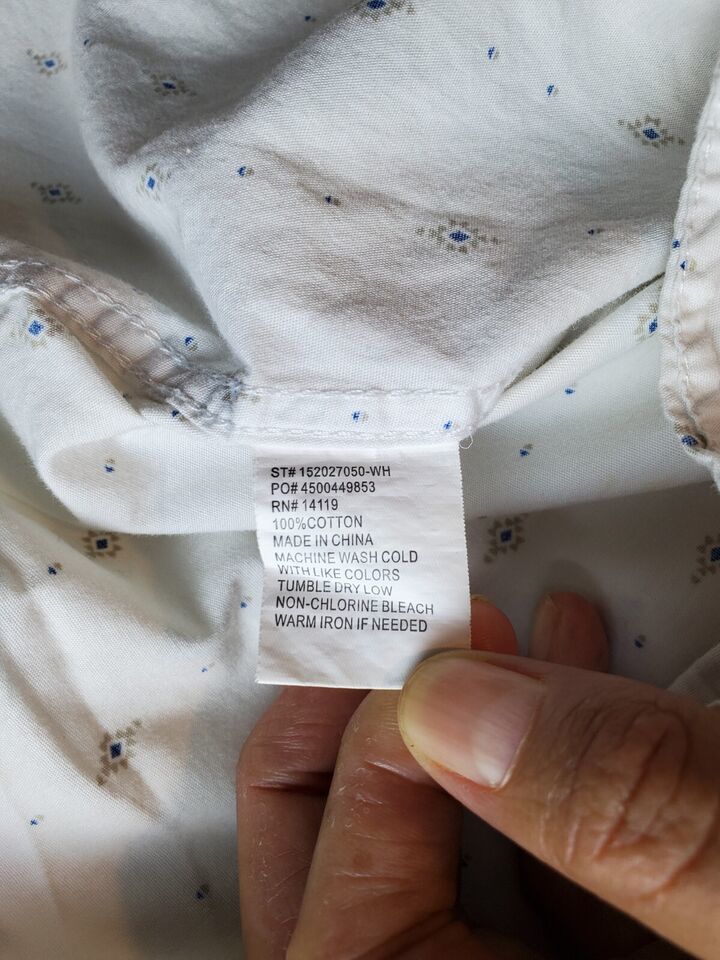 ST# 152027050-WH
PO# 4500449853
RN# 14119
100%COTTON
MADE IN CHINA
MACHINE WASH COLD
WITH LIKE COLORS
TUMBLE DRY LOW
NON-CHLORINE BLEACH
WARM IRON IF NEEDED